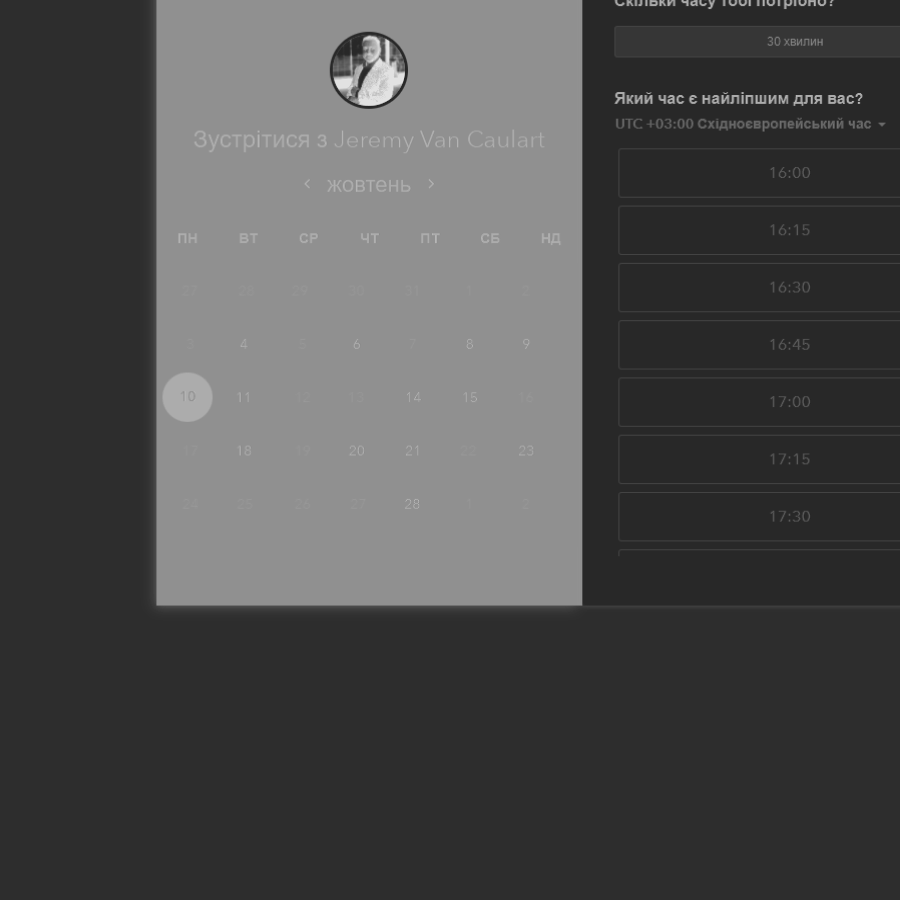 Зустрітися з Jeremy Van Caulart
жовтень
ПН ВТ СР ЧТ ПТ СБ НД
27 28 29 30 31 1 2
3 4 5 6 7 8 9
10 11 12 13 14 15 16
17 18 19 20 21 22 23
24 25 26 27 28 1 2
Скільки часу тобі потрібно?
30 хвилин
Який час є найліпшим для вас?
UTC +03:00 Східноєвропейський час
16:00
16:15
16:30
16:45
17:00
17:15
17:30